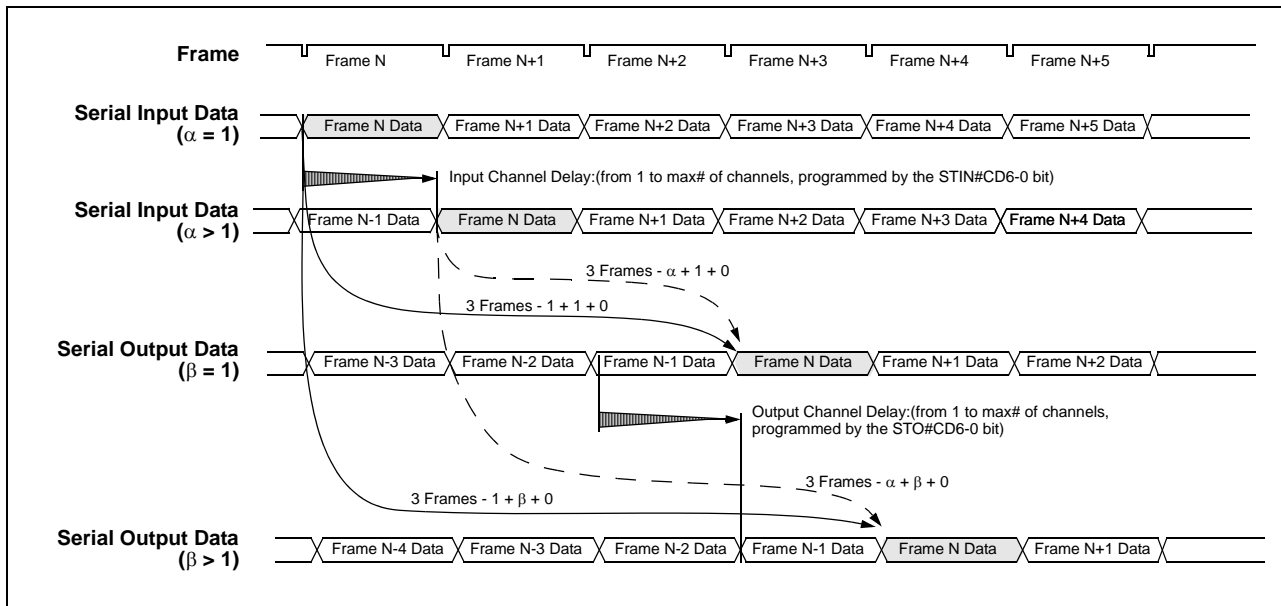 Frame
Frame N Frame N+1 Frame N+2 Frame N+3 Frame N+4 Frame N+5
Serial Input Data
(α = 1)
Frame N Data Frame N+1 Data Frame N+2 Data Frame N+3 Data Frame N+4 Data Frame N+5 Data
Input Channel Delay:(from 1 to max# of channels, programmed by the STIN#CD6-0 bit)
Serial Input Data
(α > 1)
Frame N-1 Data Frame N Data Frame N+1 Data Frame N+2 Data Frame N+3 Data Frame N+4 Data
3 Frames - α + 1 + 0
3 Frames - 1 + 1 + 0
Serial Output Data
(β = 1)
Frame N-3 Data Frame N-2 Data Frame N-1 Data Frame N Data Frame N+1 Data Frame N+2 Data
Output Channel Delay:(from 1 to max# of channels,
programmed by the STO#CD6-0 bit)
3 Frames - α + β + 0
3 Frames - 1 + β + 0
Serial Output Data
(β > 1)
Frame N-4 Data Frame N-3 Data Frame N-2 Data Frame N-1 Data Frame N Data Frame N+1 Data